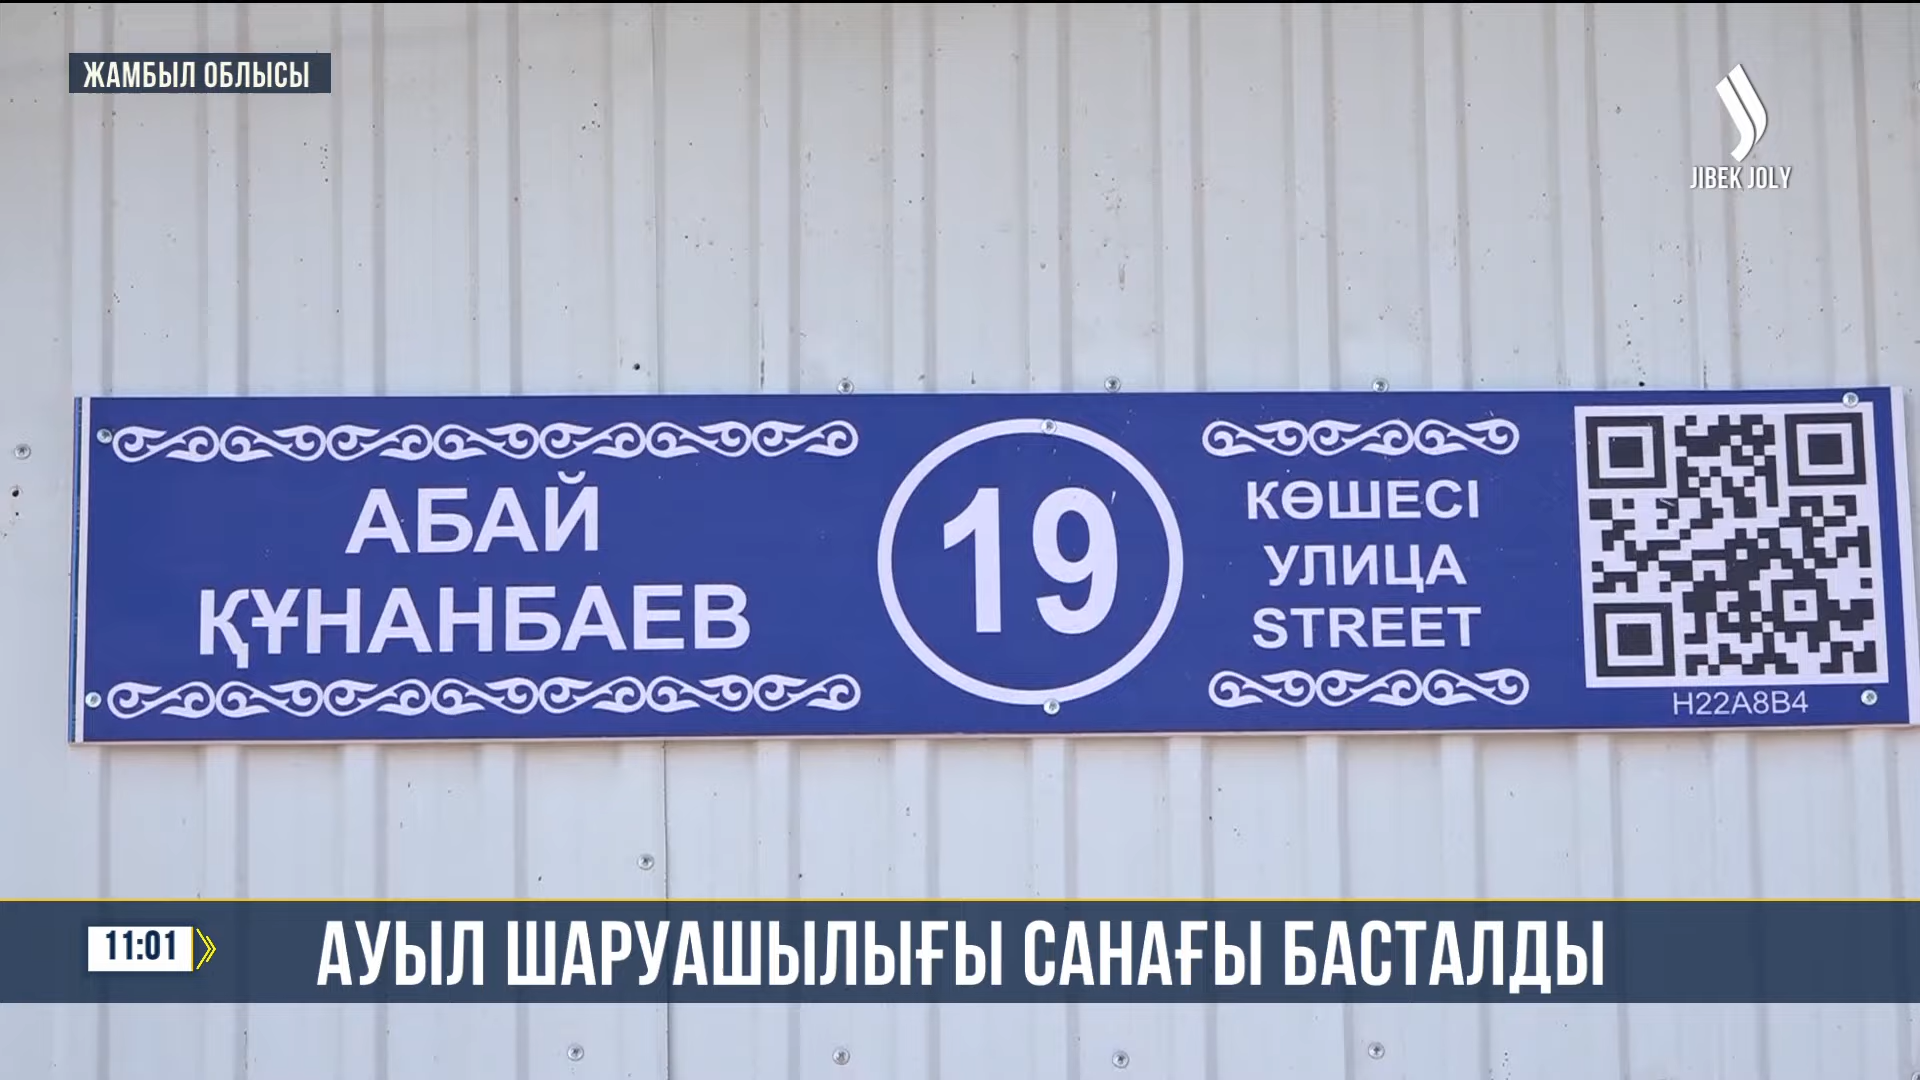 ЖАМБЫЛ ОБЛЫСЫ
JIBEK JOLY
АБАЙ
ҚҰНАНБАЕВ
19
КӨШЕСІ
УЛИЦА
STREET
H22A8B4
11:01
АУЫЛ ШАРУАШЫЛЫҒЫ САНАҒЫ БАСТАЛДЫ